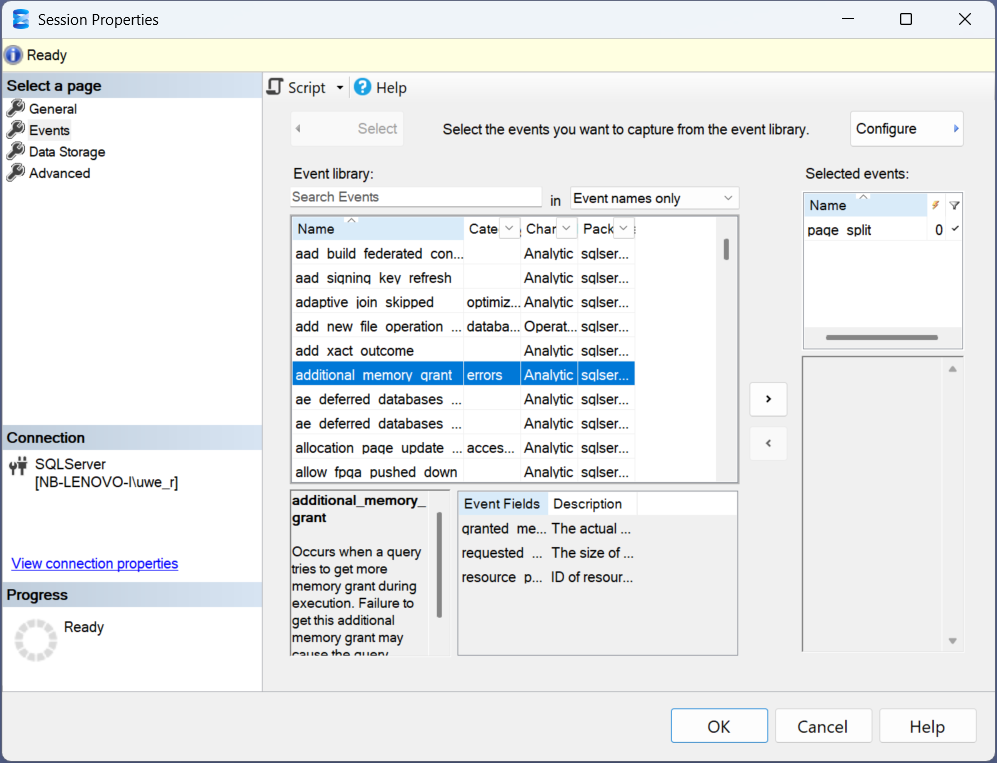 Session Properties
Ready
Select a page
General
Events
Data Storage
Advanced
Connection
SQLServer
[NB-LENOVO-I\uwe_r]
View connection properties
Progress
Ready
Script
Help
Select
Select the events you want to capture from the event library.
Configure
Event library:
Search Events
in
Event names only
Name Cate Char Pack
aad_build_federated_con... Analytic sqlser...
aad_signing_key_refresh Analytic sqlser...
adaptive_join_skipped optimiz... Analytic sqlser...
add_new_file_operation_... databa... Operat... sqlser...
add_xact_outcome Analytic sqlser...
additional_memory_grant errors Analytic sqlser...
ae_deferred_databases_... Analytic sqlser...
ae_deferred_databases_... Analytic sqlser...
allocation_page_update_... acces... Analytic sqlser...
allow_fpga_pushed_down Analytic sqlser...
additional_memory_
grant
Occurs when a query
tries to get more
memory grant during
execution. Failure to
get this additional
memory grant may
cause the query
Event Fields Description
granted_me... The actual ...
requested_... The size of ...
resource_p... ID of resour...
Selected events:
Name
page_split 0
OK
Cancel
Help